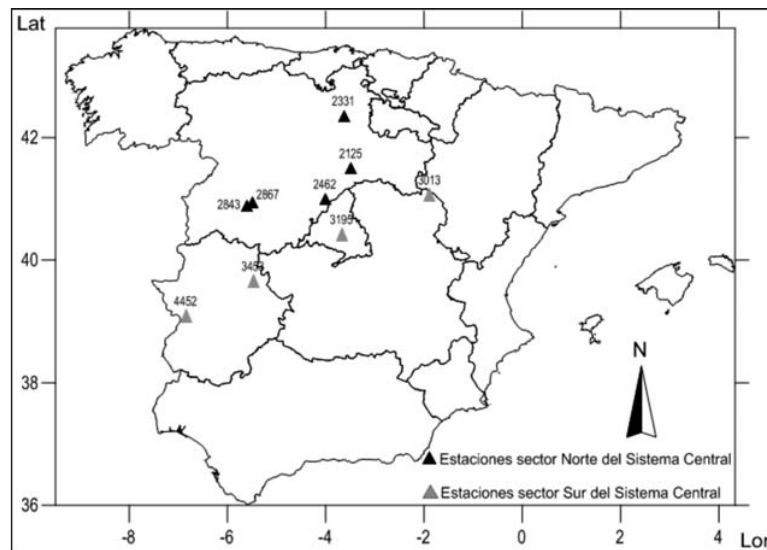 Lat
2331
42
2125
3013
2462
2867
2843
3195
40
4452
38
N
Estaciones sector Norte del Sistema Central
Estaciones sector Sur del Sistema Central
36
-8 -6 -4 -2 0 2 4
Lon